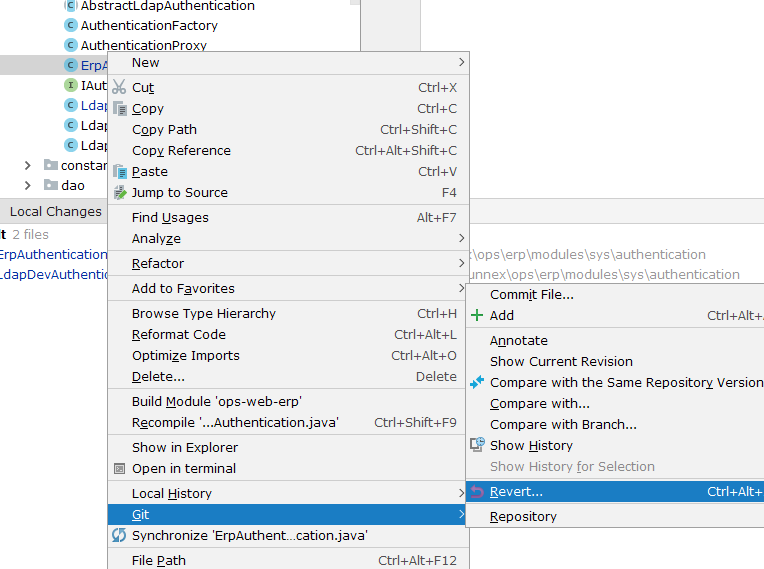 AbstractLdapAuthentication
AuthenticationFactory
AuthenticationProxy
ErpA
IAut
Ldap
Ldap
Ldap
constan
dao
Local Changes
lt 2 files
ErpAuthentication
LdapDevAuthentic
unnex\ops\erp\modules\sys\authentication
\ops\erp\modules\sys\authentication
New
Cut Ctrl+X
Copy Ctrl+C
Copy Path Ctrl+Shift+C
Copy Reference Ctrl+Alt+Shift+C
Paste Ctrl+V
Jump to Source F4
Find Usages Alt+F7
Analyze
Refactor
Add to Favorites
Browse Type Hierarchy Ctrl+H
Reformat Code Ctrl+Alt+L
Optimize Imports Ctrl+Alt+O
Delete... Delete
Build Module 'ops-web-erp'
Recompile '...Authentication.java' Ctrl+Shift+F9
Show in Explorer
Open in terminal
Local History
Git
Synchronize 'ErpAuthent...cation.java'
File Path Ctrl+Alt+F12
Commit File...
Add Ctrl+Alt+
Annotate
Show Current Revision
Compare with the Same Repository Version
Compare with...
Compare with Branch...
Show History
Show History for Selection
Revert... Ctrl+Alt+
Repository